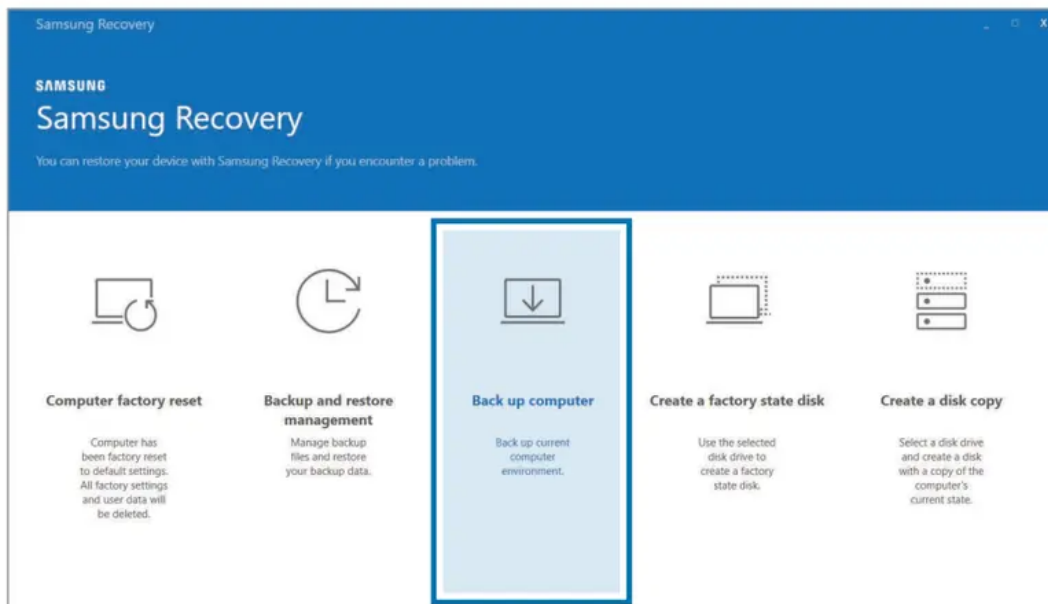 Samsung Recovery
SAMSUNG
Samsung Recovery
You can restore your device with Samsung Recovery if you encounter a problem.
Computer factory reset
Computer has
been factory reset
to default settings.
All factory settings
and user data will
be deleted.
Backup and restore
management
Manage backup
files and restore
your backup data.
Back up computer
Back up current
computer
environment.
Create a factory state disk
Use the selected
disk drive to
create a factory
state disk.
Create a disk copy
Select a disk drive
and create a disk
with a copy of the
computer's
current state.